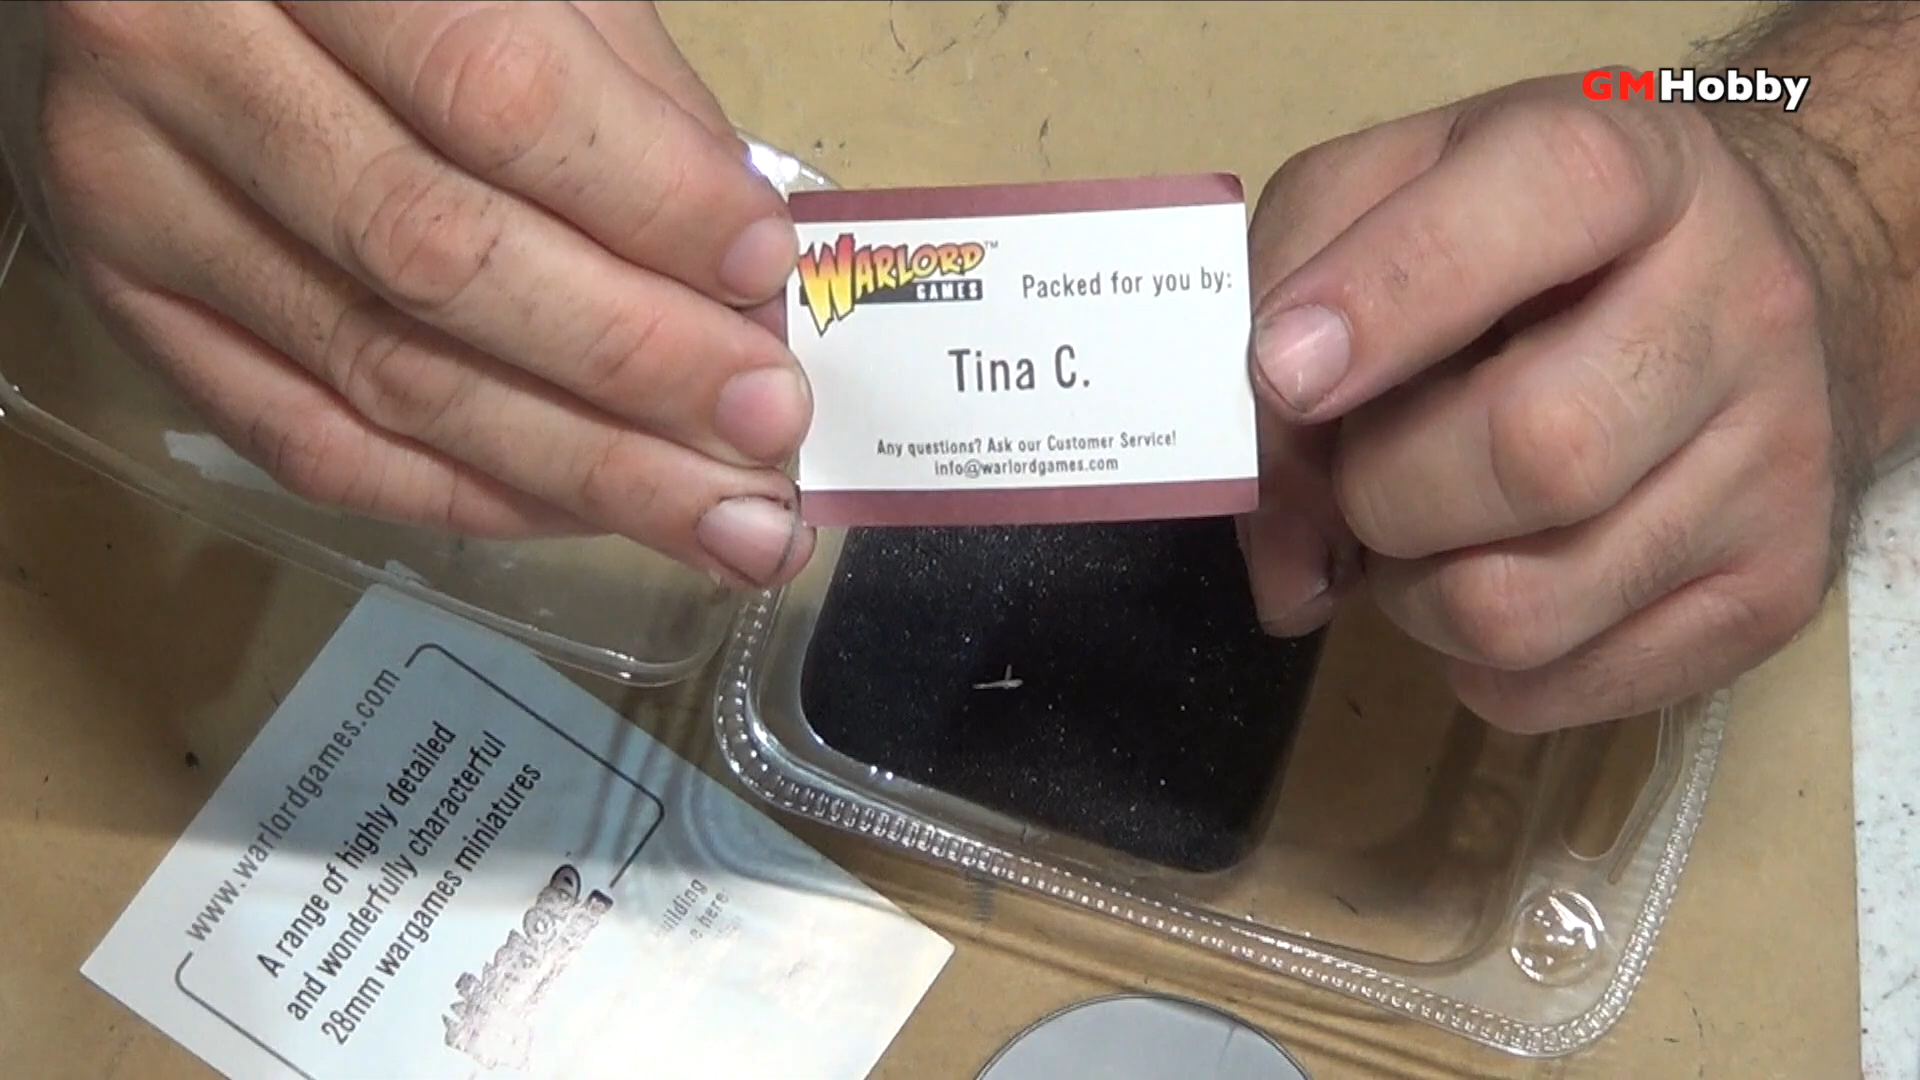 GMHobby
WARLORD™
GAMES
Packed for you by:
Tina C.
Any questions? Ask our Customer Service!
info@warlordgames.com
www.warlordgames.com
A range of highly detailed
and wonderfully characterful
28mm wargames miniatures
WARLORD